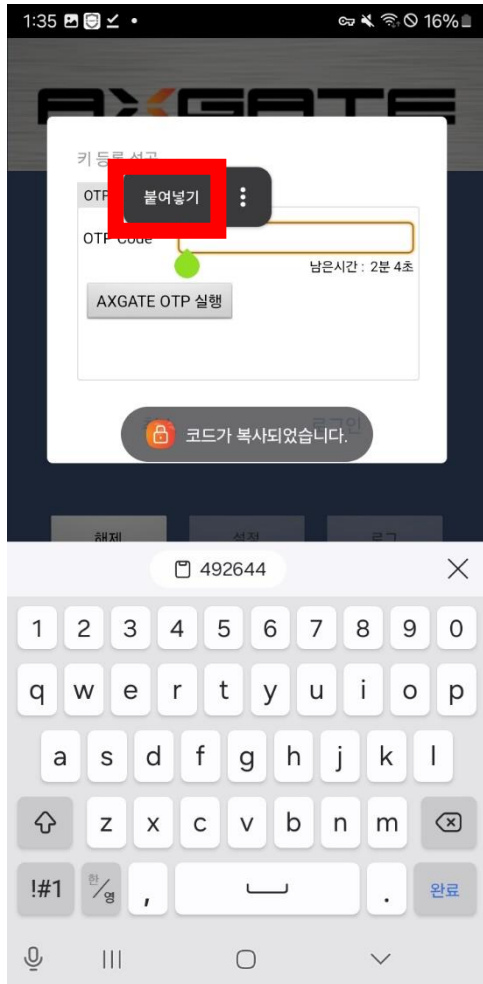 1:35 16%
AXGATE
키 등록 성공
OTP 붙여넣기
OTP Code
남은시간 : 2분 4초
AXGATE OTP 실행
코드가 복사되었습니다.
해제 설정 로그
492644
1 2 3 4 5 6 7 8 9 0
q w e r t y u i o p
a s d f g h j k l
z x c v b n m
!#1 한/영 , . 완료